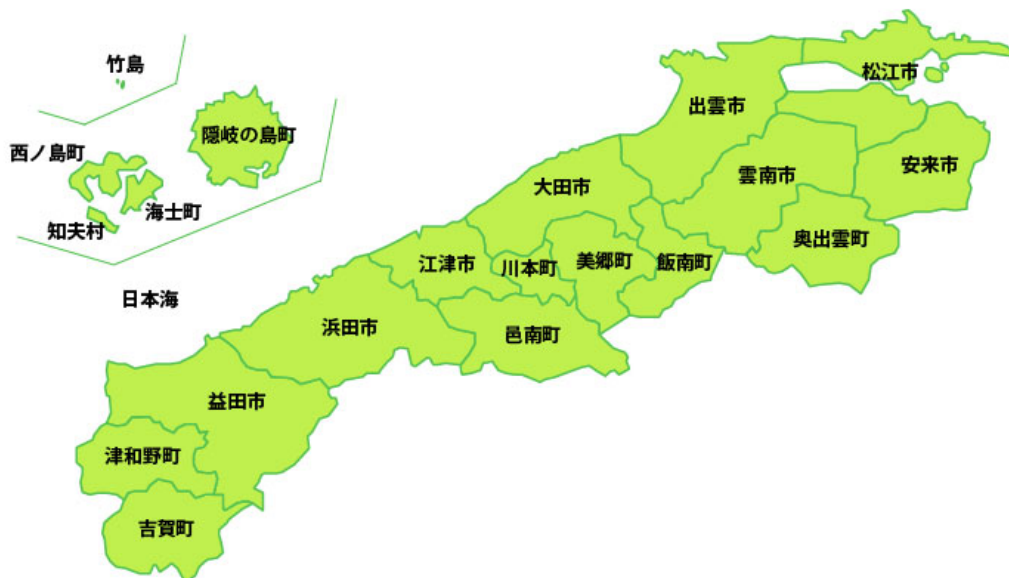 竹島
松江市
出雲市
隠岐の島町
西ノ島町
安来市
雲南市
大田市
海士町
知夫村
奥出雲町
江津市
川本町
美郷町
飯南町
日本海
浜田市
邑南町
益田市
津和野町
吉賀町